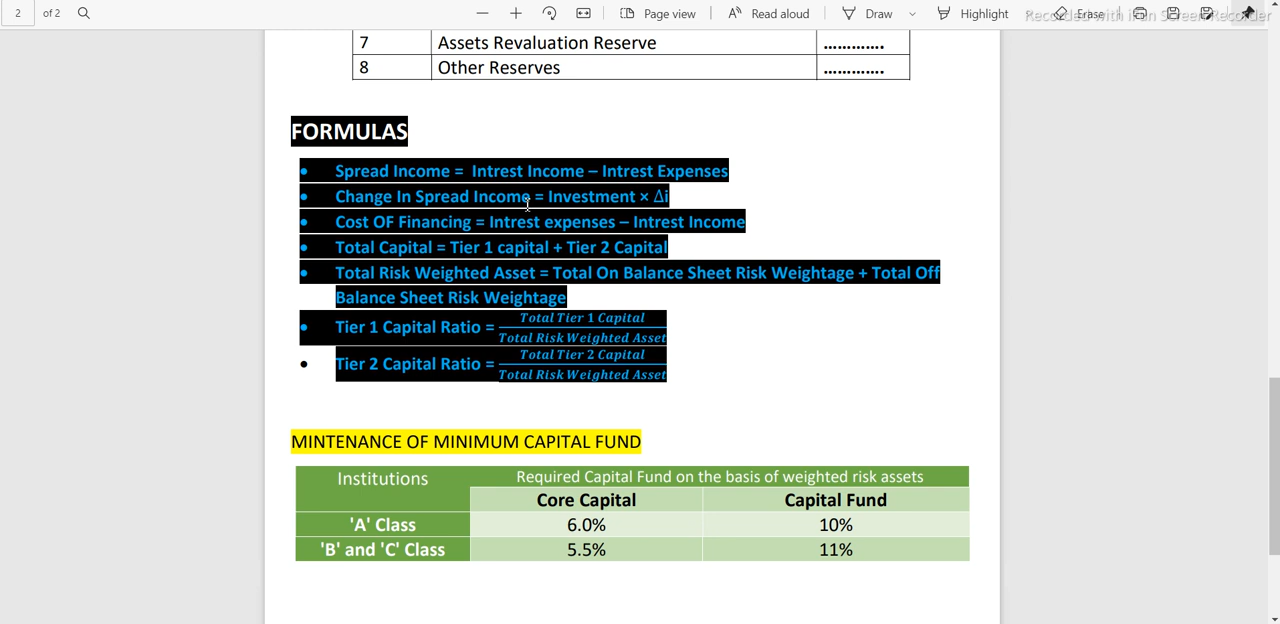 2 of 2 Page view Read aloud Draw Highlight Erase
Recorded with iFun Screen Recorder
7 Assets Revaluation Reserve ………….
8 Other Reserves ………….
FORMULAS
• Spread Income = Intrest Income – Intrest Expenses
• Change In Spread Income = Investment × Δi
• Cost OF Financing = Intrest expenses – Intrest Income
• Total Capital = Tier 1 capital + Tier 2 Capital
• Total Risk Weighted Asset = Total On Balance Sheet Risk Weightage + Total Off
Balance Sheet Risk Weightage
• Tier 1 Capital Ratio = Total Tier 1 Capital / Total Risk Weighted Asset
• Tier 2 Capital Ratio = Total Tier 2 Capital / Total Risk Weighted Asset
MINTENANCE OF MINIMUM CAPITAL FUND
Institutions Required Capital Fund on the basis of weighted risk assets
Core Capital Capital Fund
'A' Class 6.0% 10%
'B' and 'C' Class 5.5% 11%